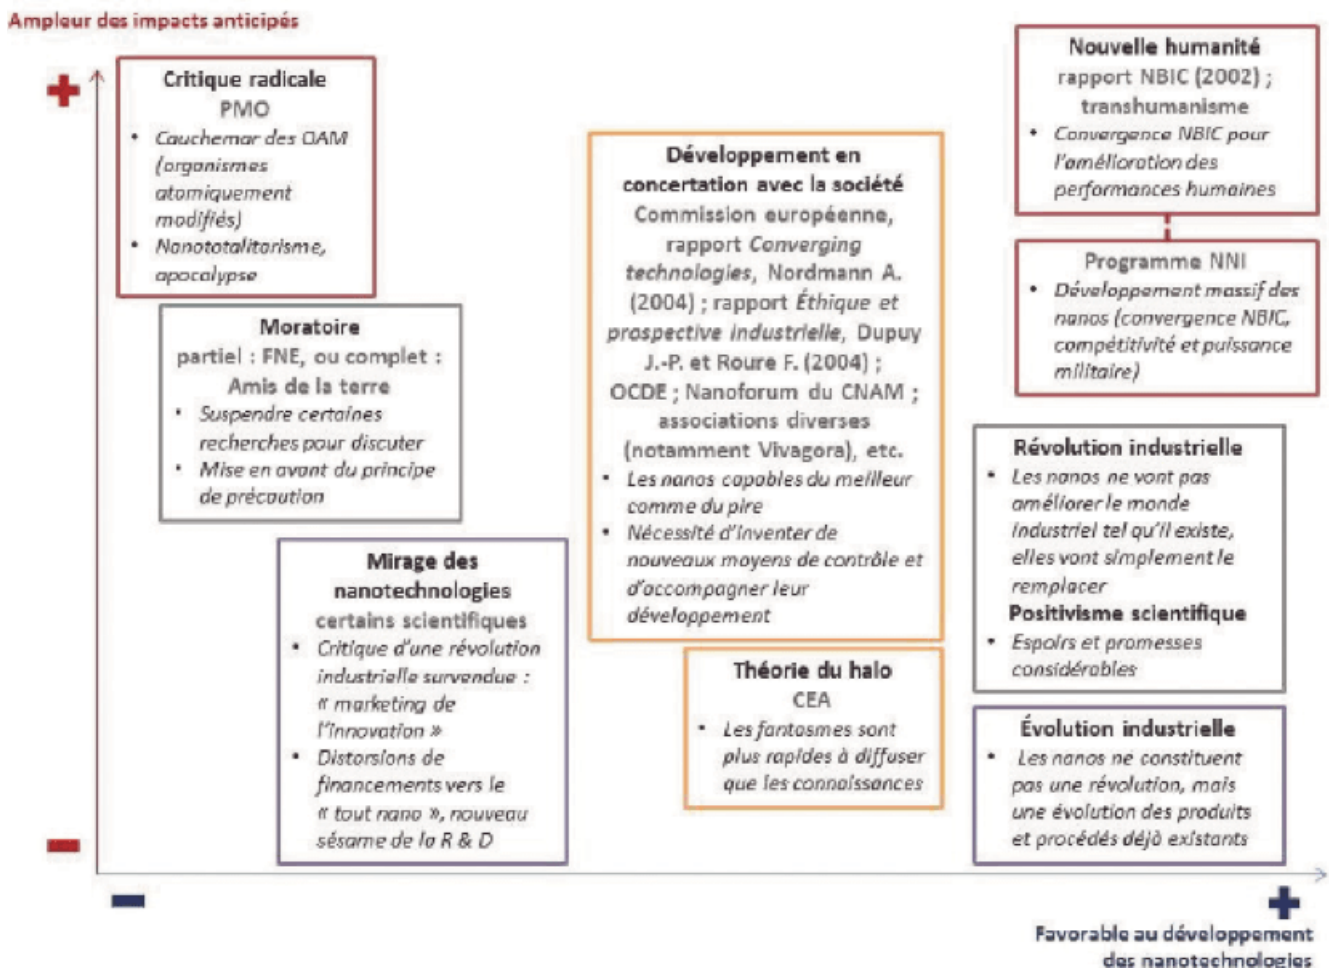 Ampleur des impacts anticipés
Critique radicale
PMO
• Cauchemar des OAM
(organismes
atomiquement
modifiés)
• Nanototalitarisme,
apocalypse
Moratoire
partiel : FNE, ou complet :
Amis de la terre
• Suspendre certaines
recherches pour discuter
• Mise en avant du principe
de précaution
Mirage des
nanotechnologies
certains scientifiques
• Critique d'une révolution
industrielle survendue :
« marketing de
l'innovation »
• Distorsions de
financements vers le
« tout nano », nouveau
sésame de la R & D
Développement en
concertation avec la société
Commission européenne,
rapport Converging
technologies, Nordmann A.
(2004) ; rapport Éthique et
prospective industrielle, Dupuy
J.-P. et Roure F. (2004) ;
OCDE ; Nanoforum du CNAM ;
associations diverses
(notamment Vivagora), etc.
• Les nanos capables du meilleur
comme du pire
• Nécessité d'inventer de
nouveaux moyens de contrôle et
d'accompagner leur
développement
Théorie du halo
CEA
• Les fantasmes sont
plus rapides à diffuser
que les connaissances
Nouvelle humanité
rapport NBIC (2002) ;
transhumanisme
• Convergence NBIC pour
l'amélioration des
performances humaines
Programme NNI
• Développement massif des
nanos (convergence NBIC,
compétitivité et puissance
militaire)
Révolution industrielle
• Les nanos ne vont pas
améliorer le monde
industriel tel qu'il existe,
elles vont simplement le
remplacer
Positivisme scientifique
• Espoirs et promesses
considérables
Évolution industrielle
• Les nanos ne constituent
pas une révolution, mais
une évolution des produits
et procédés déjà existants
Favorable au développement
des nanotechnologies